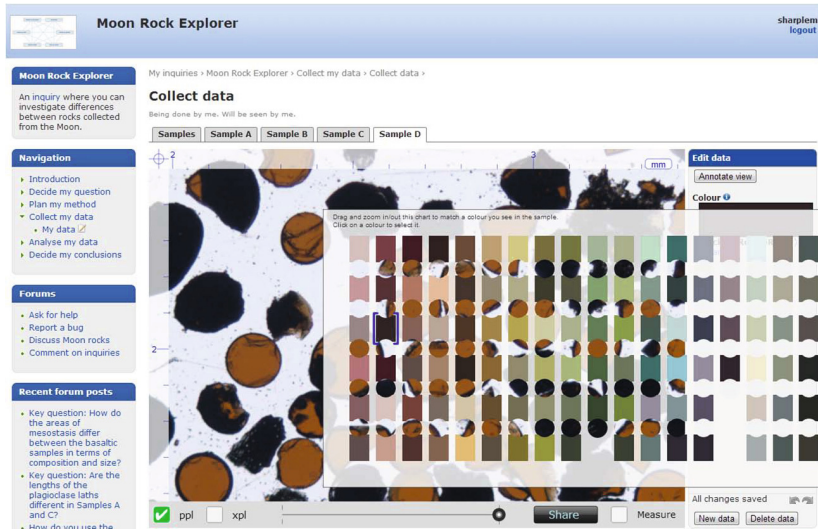 Moon Rock Explorer
sharplem
logout
Moon Rock Explorer
An inquiry where you can
investigate differences
between rocks collected
from the Moon.
Navigation
Introduction
Decide my question
Plan my method
Collect my data
My data
Analyse my data
Decide my conclusions
Forums
Ask for help
Report a bug
Discuss Moon rocks
Comment on inquiries
Recent forum posts
Key question: How do
the areas of
mesostasis differ
between the basaltic
samples in terms of
composition and size?
Key question: Are the
lengths of the
plagioclase laths
different in Samples A
and C?
How do you use the
My inquiries › Moon Rock Explorer › Collect my data › Collect data ›
Collect data
Being done by me. Will be seen by me.
Samples Sample A Sample B Sample C Sample D
2 3 mm
2
Drag and zoom in/out this chart to match a colour you see in the sample.
Click on a colour to select it.
ppl xpl Share Measure
Edit data
Annotate view
Colour
All changes saved
New data Delete data